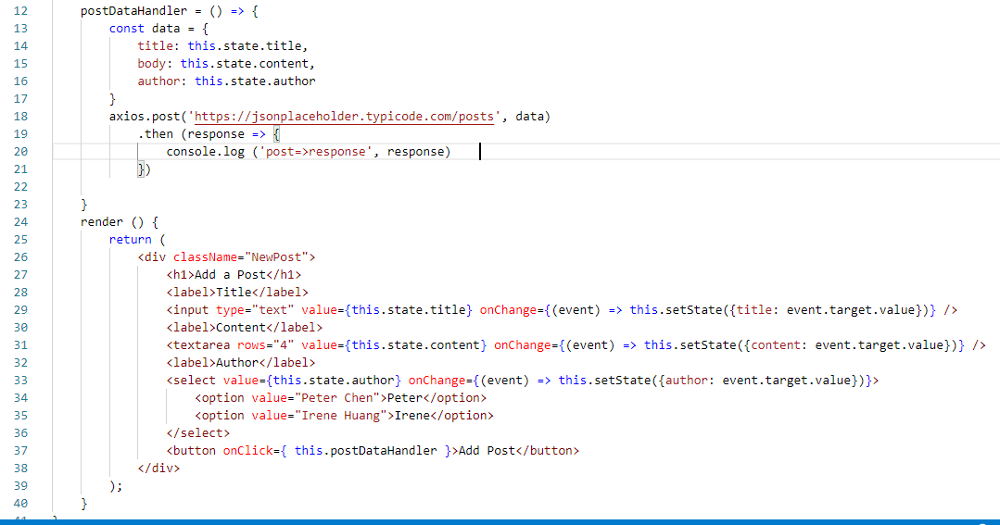 12 postDataHandler = () => {
13 const data = {
14 title: this.state.title,
15 body: this.state.content,
16 author: this.state.author
17 }
18 axios.post('https://jsonplaceholder.typicode.com/posts', data)
19 .then (response => {
20 console.log ('post=>response', response)
21 })
22
23 }
24 render () {
25 return (
26 <div className="NewPost">
27 <h1>Add a Post</h1>
28 <label>Title</label>
29 <input type="text" value={this.state.title} onChange={(event) => this.setState({title: event.target.value})} />
30 <label>Content</label>
31 <textarea rows="4" value={this.state.content} onChange={(event) => this.setState({content: event.target.value})} />
32 <label>Author</label>
33 <select value={this.state.author} onChange={(event) => this.setState({author: event.target.value})}>
34 <option value="Peter Chen">Peter</option>
35 <option value="Irene Huang">Irene</option>
36 </select>
37 <button onClick={ this.postDataHandler }>Add Post</button>
38 </div>
39 );
40 }